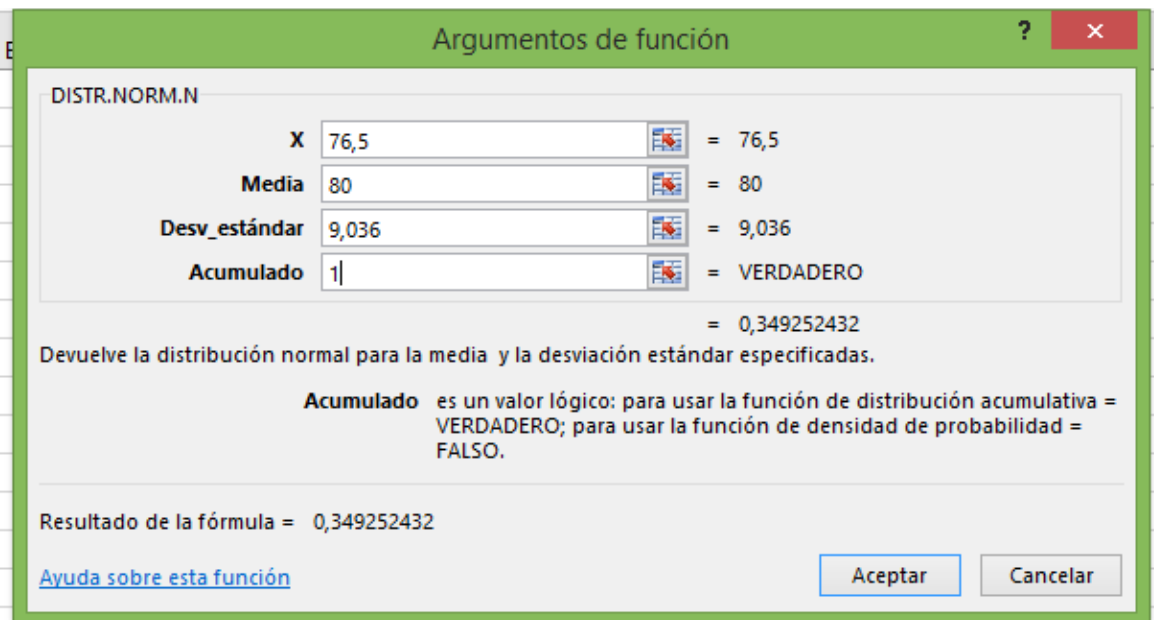 Argumentos de función ?
DISTR.NORM.N
X 76,5 = 76,5
Media 80 = 80
Desv_estándar 9,036 = 9,036
Acumulado 1 = VERDADERO
= 0,349252432
Devuelve la distribución normal para la media y la desviación estándar especificadas.
Acumulado es un valor lógico: para usar la función de distribución acumulativa =
VERDADERO; para usar la función de densidad de probabilidad =
FALSO.
Resultado de la fórmula = 0,349252432
Ayuda sobre esta función Aceptar Cancelar